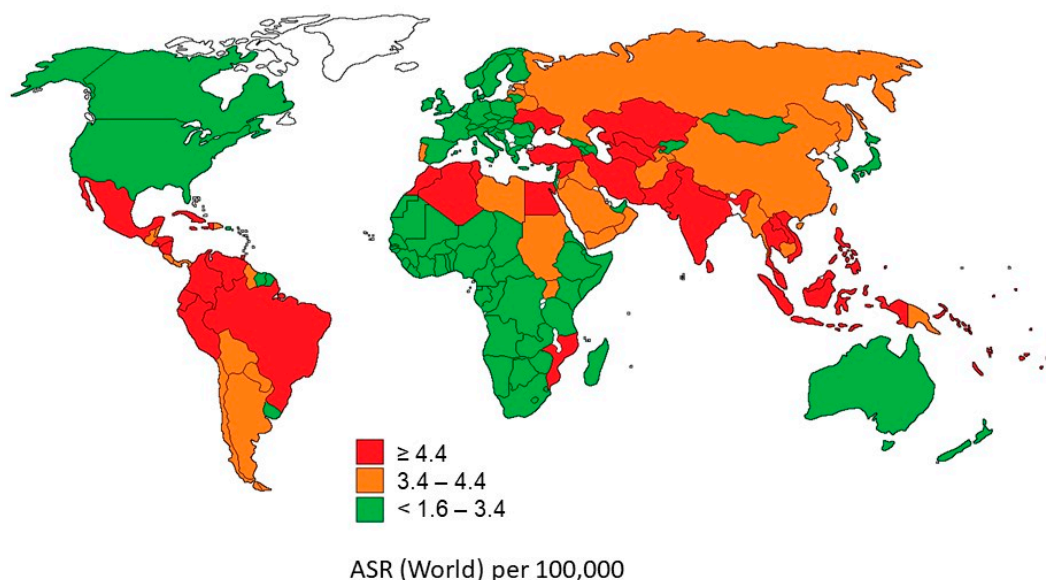 ≥ 4.4
3.4 – 4.4
< 1.6 – 3.4
ASR (World) per 100,000